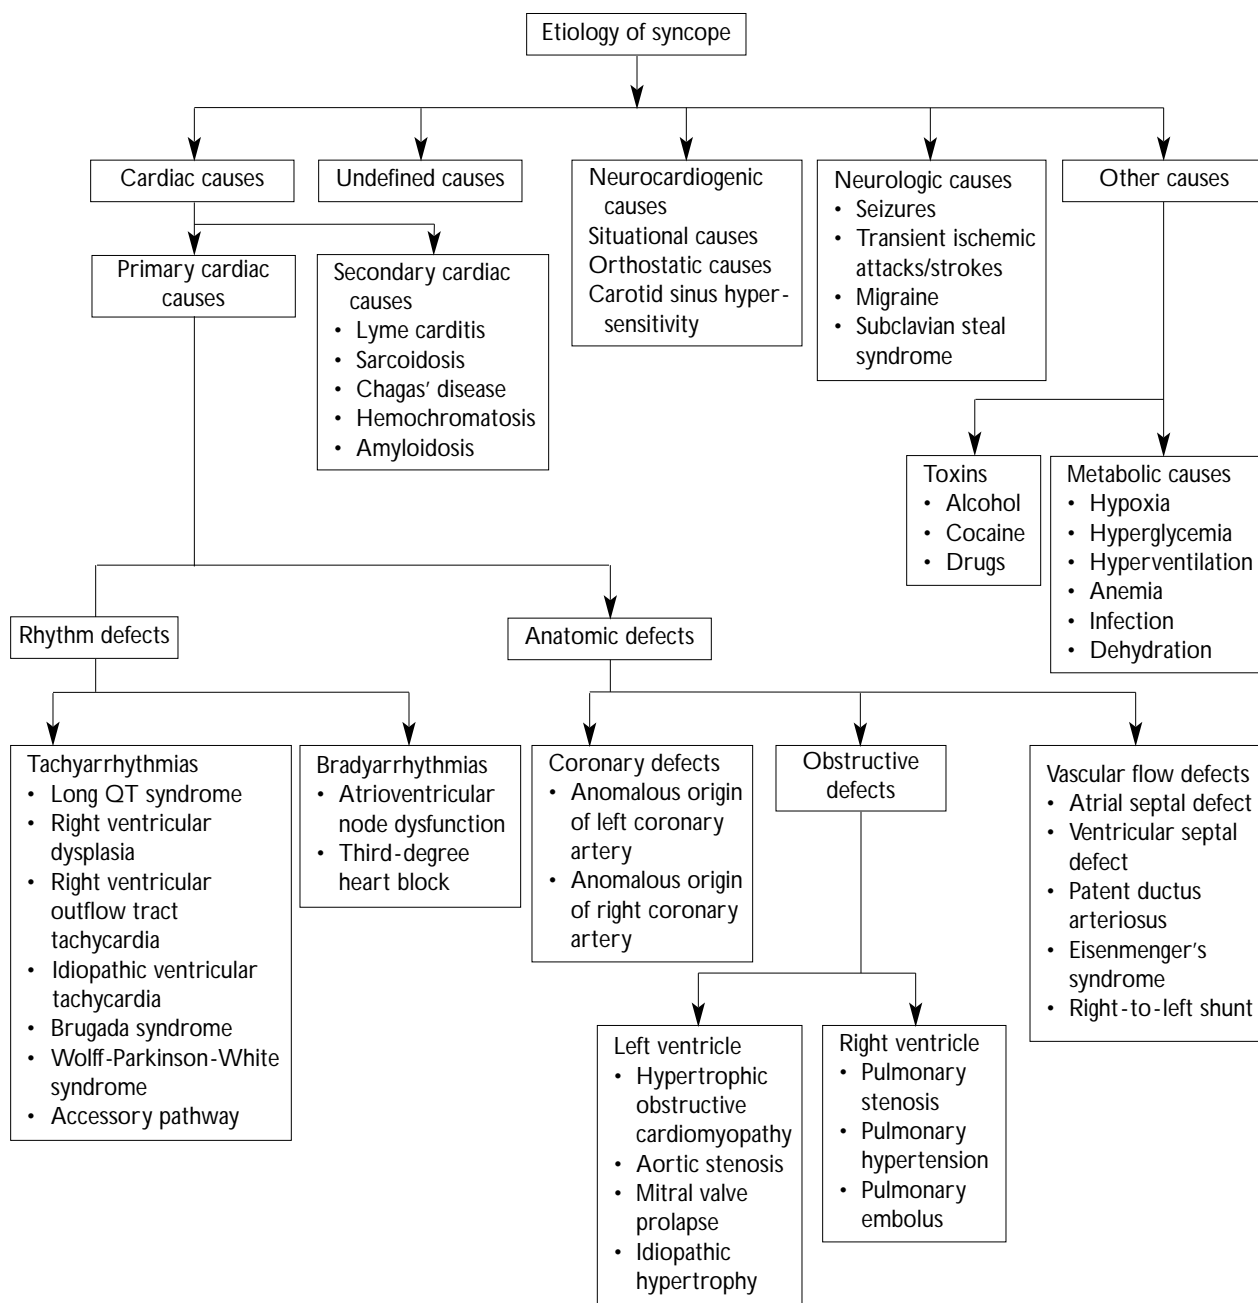 Etiology of syncope
Cardiac causes
Undefined causes
Neurocardiogenic
causes
Situational causes
Orthostatic causes
Carotid sinus hyper-
sensitivity
Neurologic causes
• Seizures
• Transient ischemic
attacks/strokes
• Migraine
• Subclavian steal
syndrome
Other causes
Primary cardiac
causes
Secondary cardiac
causes
• Lyme carditis
• Sarcoidosis
• Chagas’ disease
• Hemochromatosis
• Amyloidosis
Toxins
• Alcohol
• Cocaine
• Drugs
Metabolic causes
• Hypoxia
• Hyperglycemia
• Hyperventilation
• Anemia
• Infection
• Dehydration
Rhythm defects
Anatomic defects
Tachyarrhythmias
• Long QT syndrome
• Right ventricular
dysplasia
• Right ventricular
outflow tract
tachycardia
• Idiopathic ventricular
tachycardia
• Brugada syndrome
• Wolff-Parkinson-White
syndrome
• Accessory pathway
Bradyarrhythmias
• Atrioventricular
node dysfunction
• Third-degree
heart block
Coronary defects
• Anomalous origin
of left coronary
artery
• Anomalous origin
of right coronary
artery
Obstructive
defects
Vascular flow defects
• Atrial septal defect
• Ventricular septal
defect
• Patent ductus
arteriosus
• Eisenmenger’s
syndrome
• Right-to-left shunt
Left ventricle
• Hypertrophic
obstructive
cardiomyopathy
• Aortic stenosis
• Mitral valve
prolapse
• Idiopathic
hypertrophy
Right ventricle
• Pulmonary
stenosis
• Pulmonary
hypertension
• Pulmonary
embolus